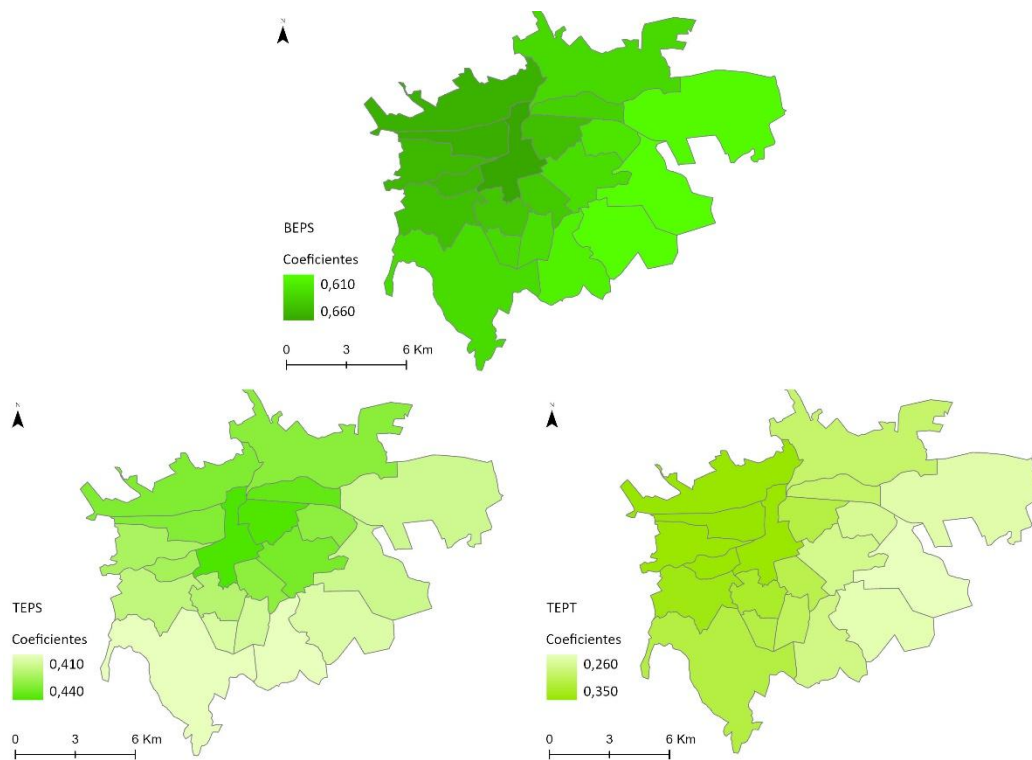 N
BEPS
Coeficientes
0,610
0,660
0 3 6 Km
N
TEPS
Coeficientes
0,410
0,440
0 3 6 Km
N
TEPT
Coeficientes
0,260
0,350
0 3 6 Km